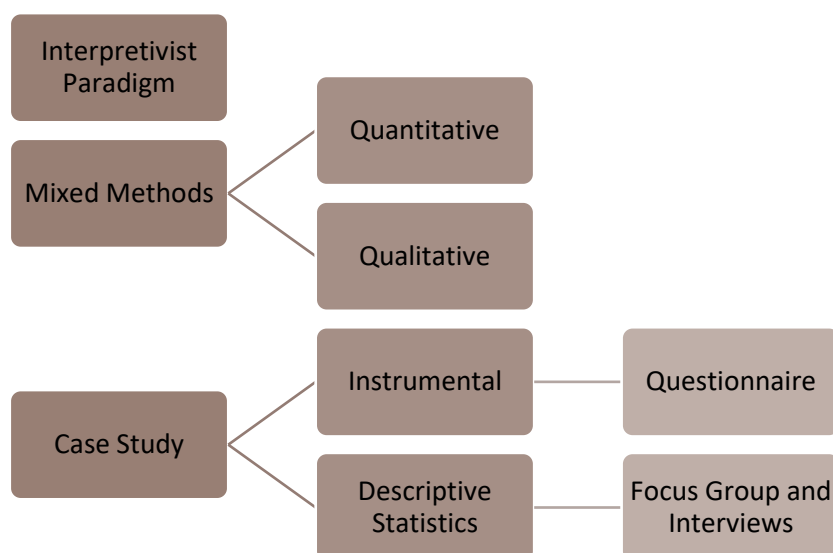 Interpretivist
Paradigm
Mixed Methods
Quantitative
Qualitative
Case Study
Instrumental
Questionnaire
Descriptive
Statistics
Focus Group and
Interviews